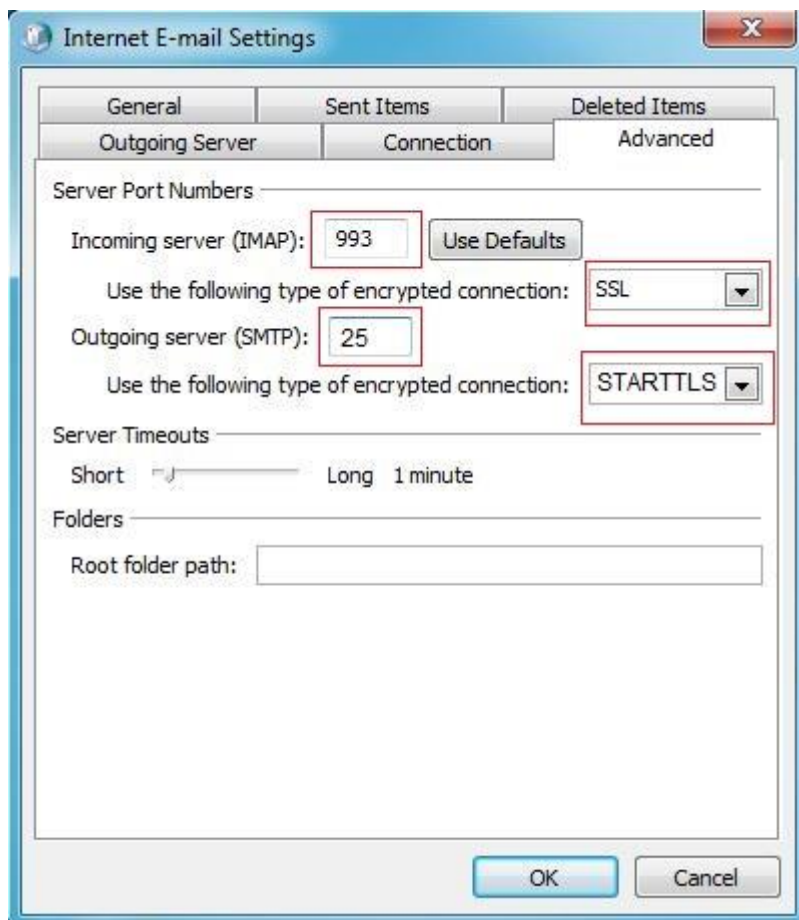 Internet E-mail Settings
General Sent Items Deleted Items
Outgoing Server Connection Advanced
Server Port Numbers
Incoming server (IMAP): 993 Use Defaults
Use the following type of encrypted connection: SSL
Outgoing server (SMTP): 25
Use the following type of encrypted connection: STARTTLS
Server Timeouts
Short Long 1 minute
Folders
Root folder path:
OK Cancel